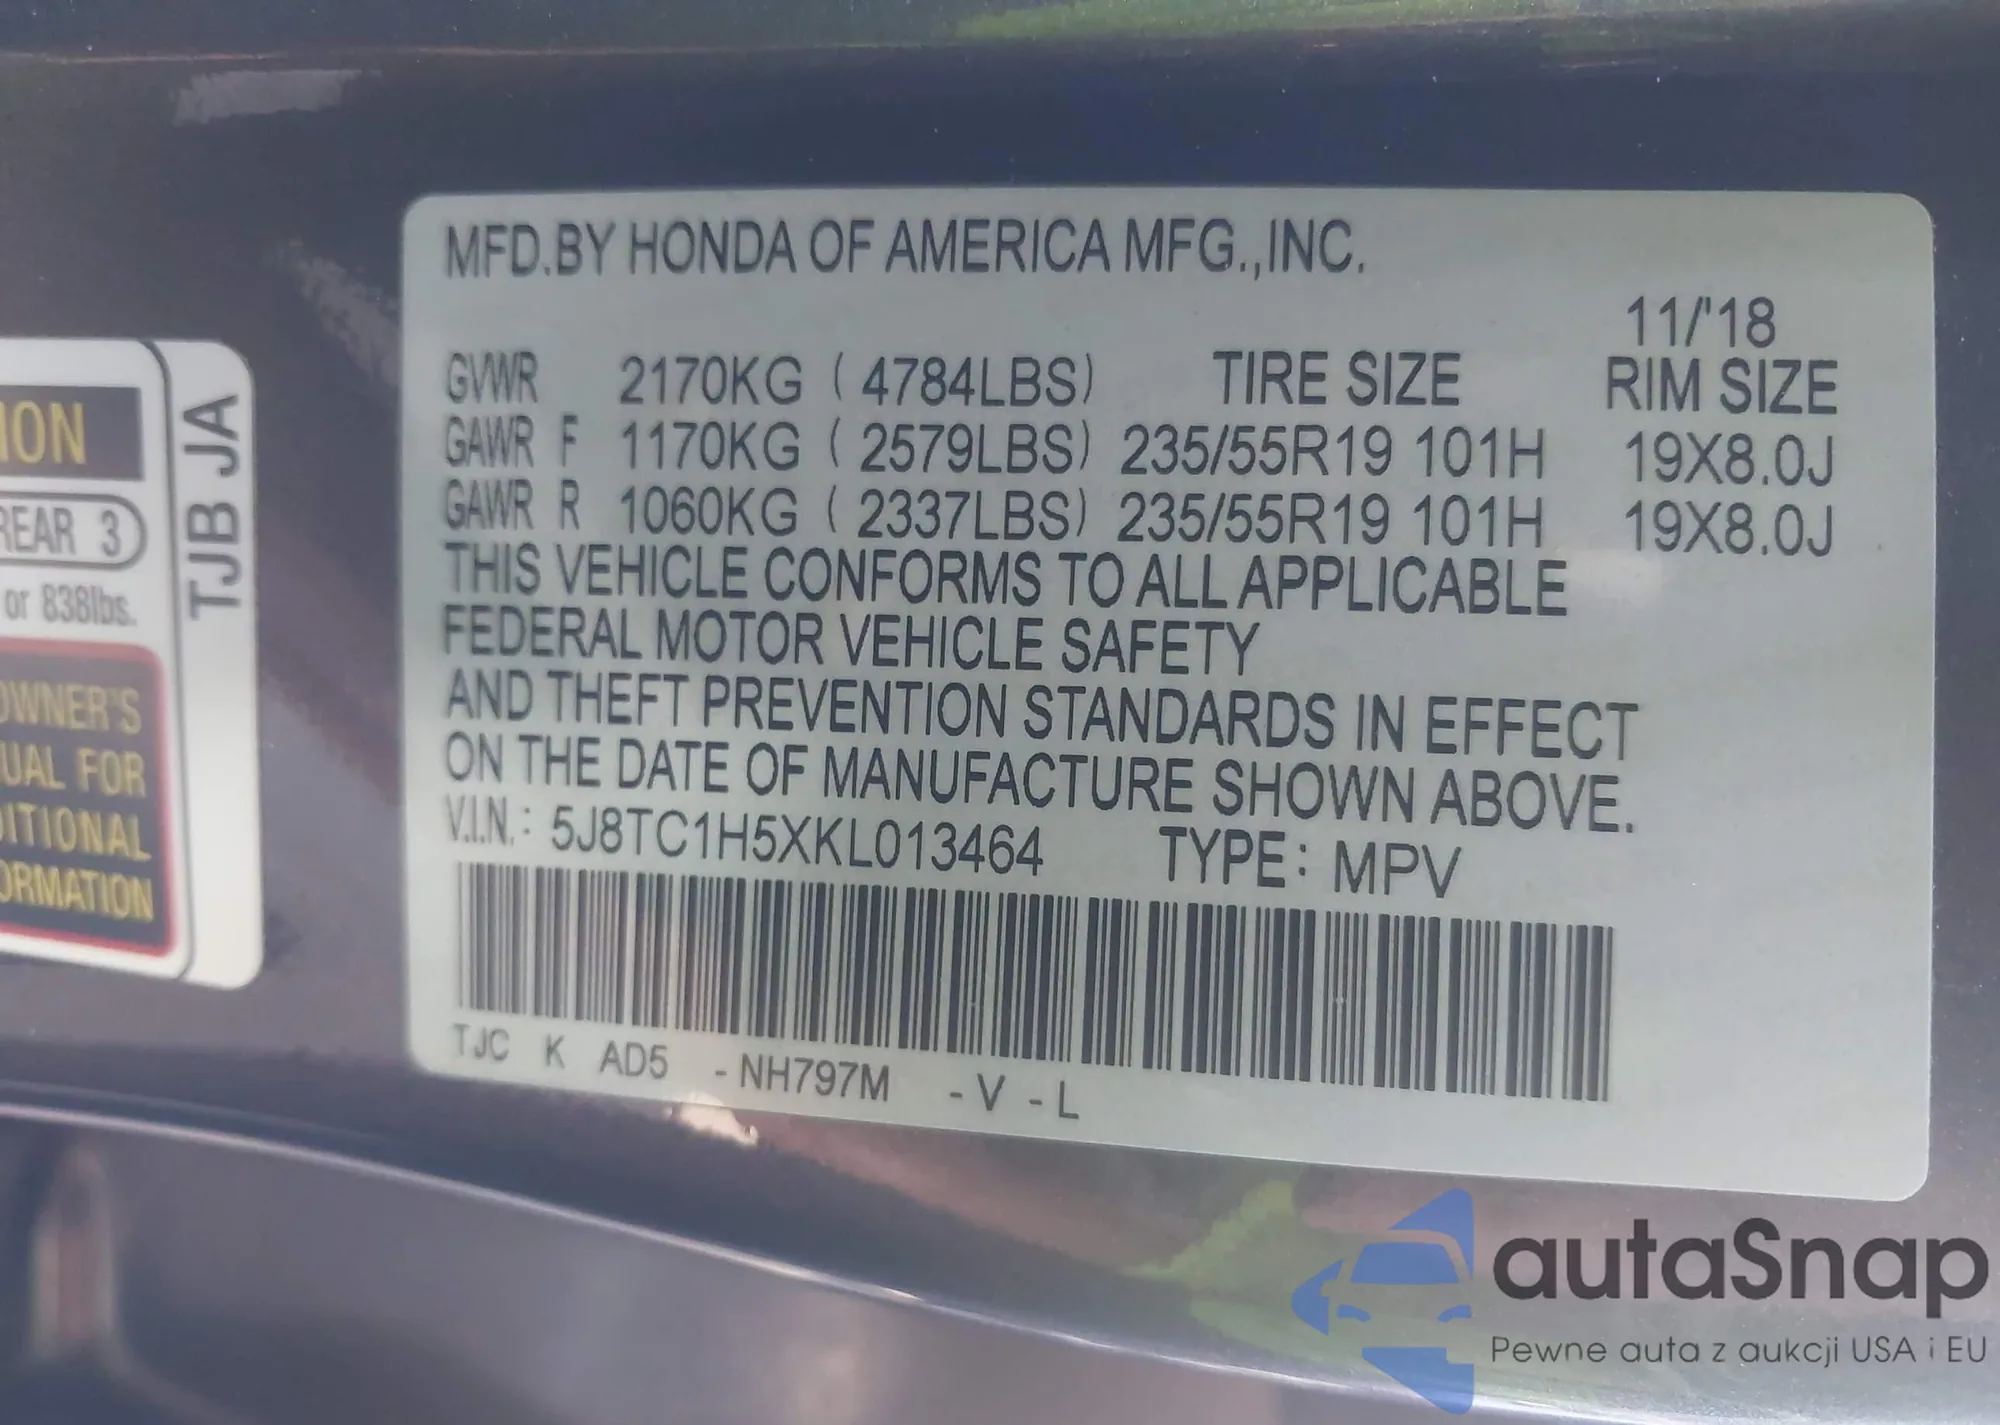 MFD.BY HONDA OF AMERICA MFG.,INC.
11/'18
GVWR 2170KG ( 4784LBS) TIRE SIZE RIM SIZE
GAWR F 1170KG ( 2579LBS) 235/55R19 101H 19X8.0J
GAWR R 1060KG ( 2337LBS) 235/55R19 101H 19X8.0J
THIS VEHICLE CONFORMS TO ALL APPLICABLE
FEDERAL MOTOR VEHICLE SAFETY
AND THEFT PREVENTION STANDARDS IN EFFECT
ON THE DATE OF MANUFACTURE SHOWN ABOVE.
V.I.N.: 5J8TC1H5XKL013464 TYPE: MPV
TJC K AD5 -NH797M -V -L
ION
REAR 3
or 838lbs.
OWNER'S
UAL FOR
DITIONAL
ORMATION
TJB JA
autaSnap
Pewne auta z aukcji USA i EU